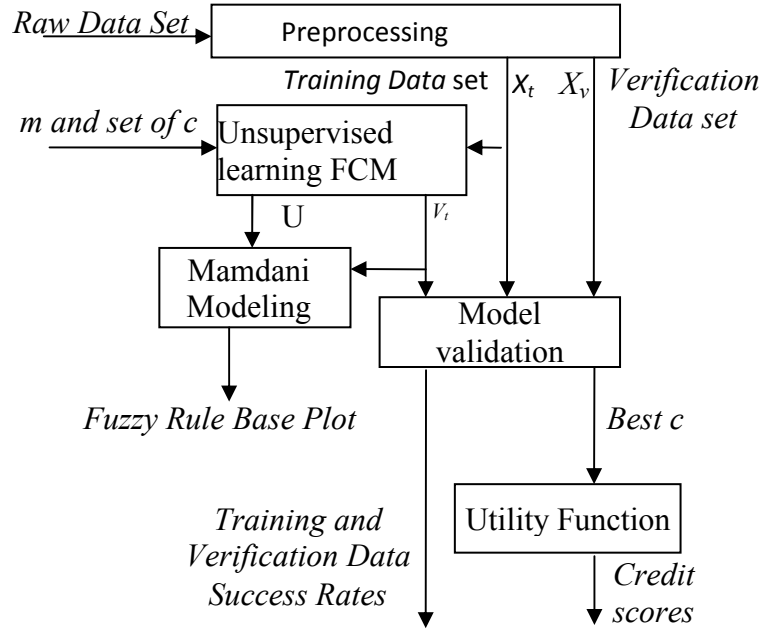 Raw Data Set
Preprocessing
Training Data set Xt Xv Verification
Data set
m and set of c
Unsupervised
learning FCM
U
Vt
Mamdani
Modeling
Model
validation
Fuzzy Rule Base Plot
Best c
Training and
Verification Data
Success Rates
Utility Function
Credit
scores